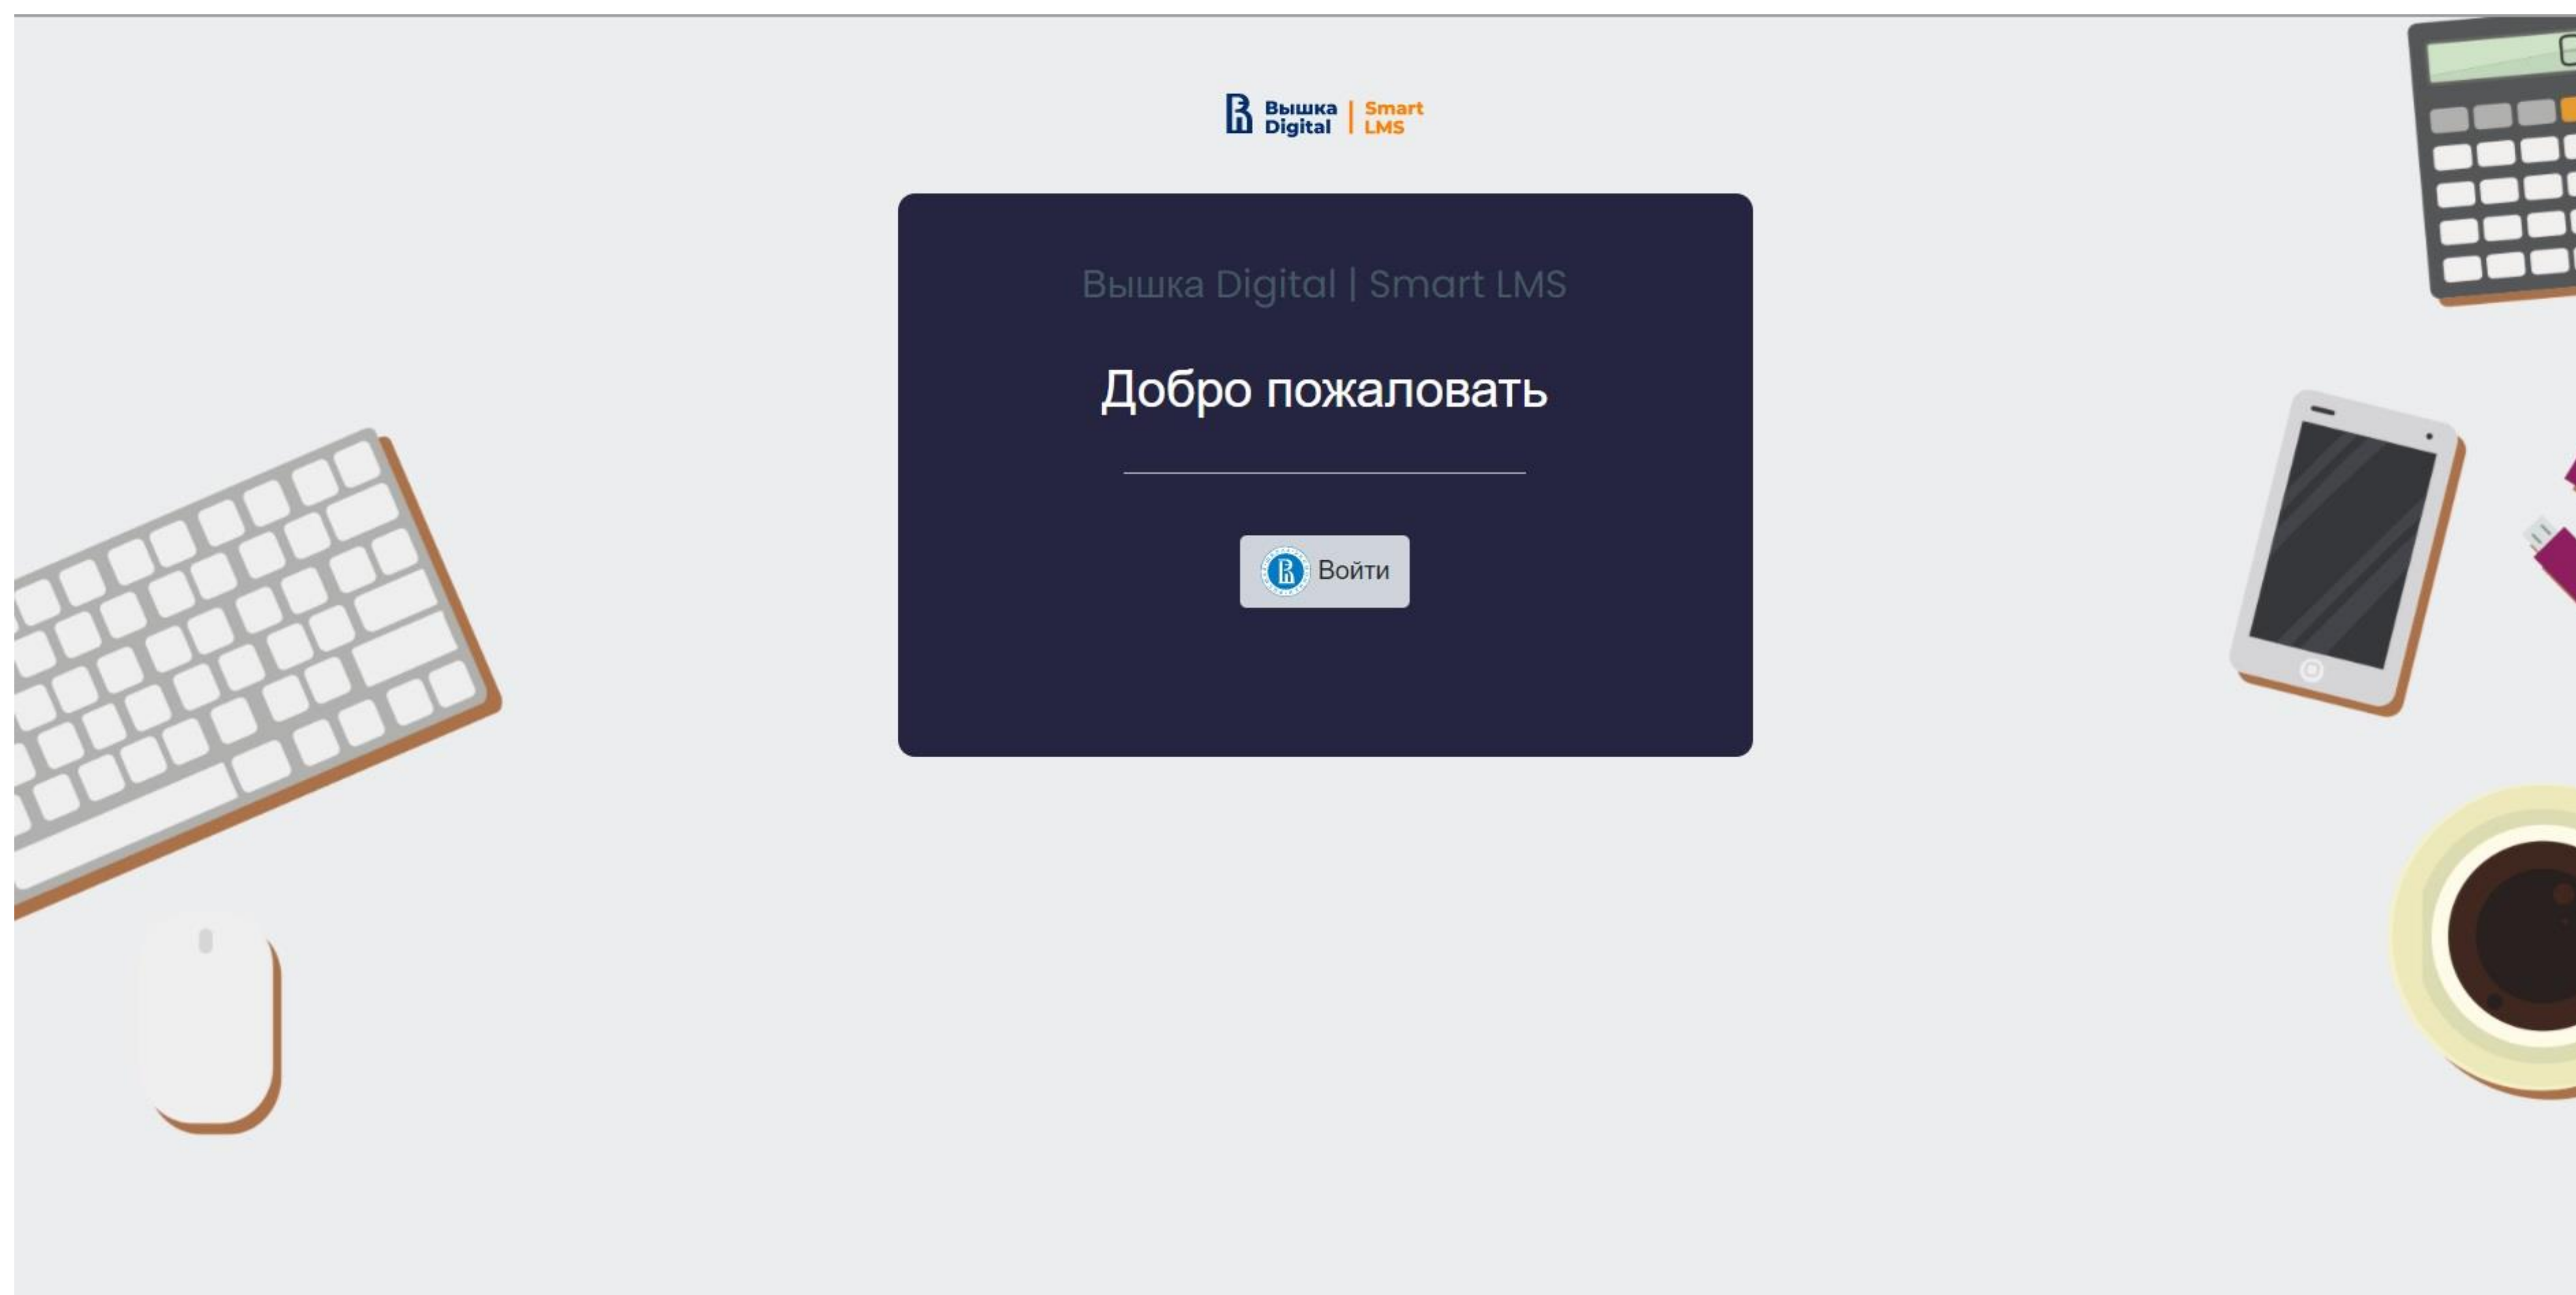 Вышка | Smart
Digital | LMS
Вышка Digital | Smart LMS
Добро пожаловать
Войти